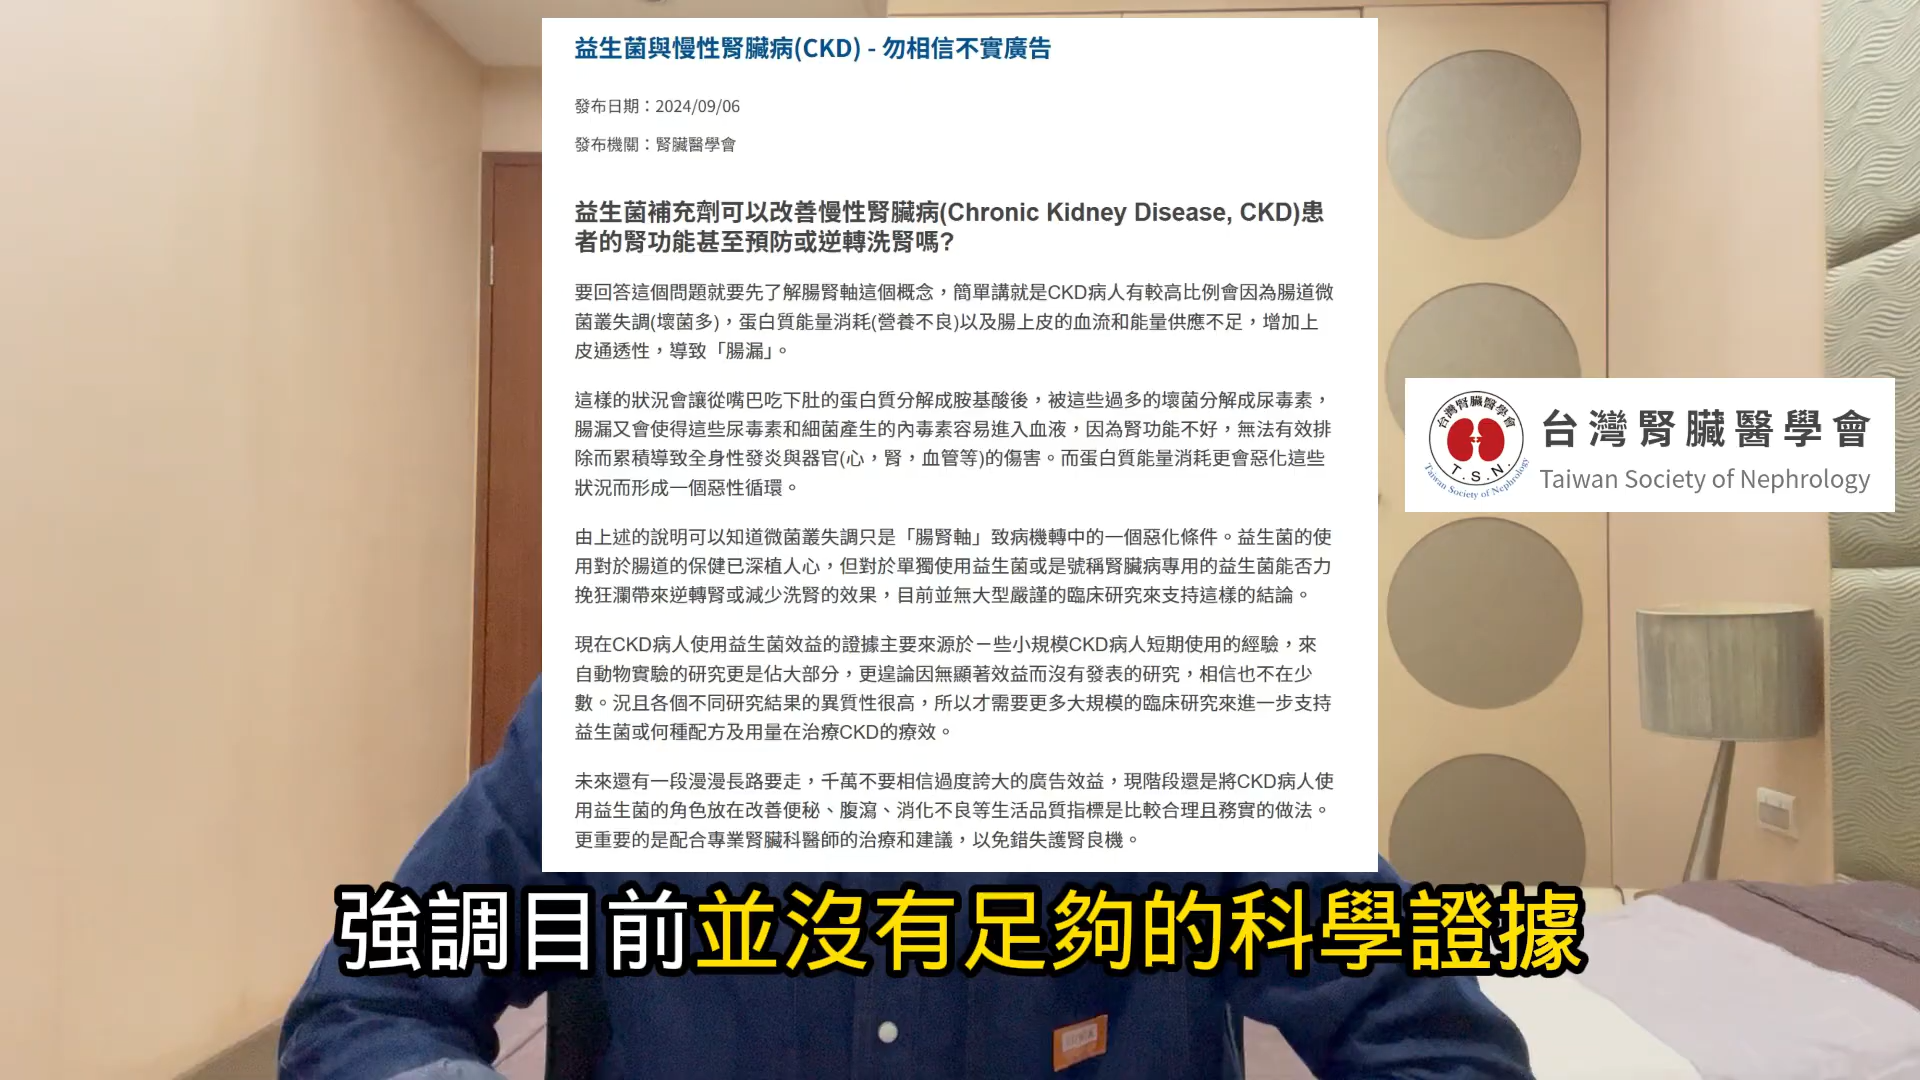 益生菌與慢性腎臟病(CKD) - 勿相信不實廣告
發布日期：2024/09/06
發布機關：腎臟醫學會
益生菌補充劑可以改善慢性腎臟病(Chronic Kidney Disease, CKD)患
者的腎功能甚至預防或逆轉洗腎嗎?
要回答這個問題就要先了解腸腎軸這個概念，簡單講就是CKD病人有較高比例會因為腸道微
菌叢失調(壞菌多)，蛋白質能量消耗(營養不良)以及腸上皮的血流和能量供應不足，增加上
皮通透性，導致「腸漏」。
這樣的狀況會讓從嘴巴吃下肚的蛋白質分解成胺基酸後，被這些過多的壞菌分解成尿毒素，
腸漏又會使得這些尿毒素和細菌產生的內毒素容易進入血液，因為腎功能不好，無法有效排
除而累積導致全身性發炎與器官(心，腎，血管等)的傷害。而蛋白質能量消耗更會惡化這些
狀況而形成一個惡性循環。
由上述的說明可以知道微菌叢失調只是「腸腎軸」致病機轉中的一個惡化條件。益生菌的使
用對於腸道的保健已深植人心，但對於單獨使用益生菌或是號稱腎臟病專用的益生菌能否力
挽狂瀾帶來逆轉腎或減少洗腎的效果，目前並無大型嚴謹的臨床研究來支持這樣的結論。
現在CKD病人使用益生菌效益的證據主要來源於一些小規模CKD病人短期使用的經驗，來
自動物實驗的研究更是佔大部分，更遑論因無顯著效益而沒有發表的研究，相信也不在少
數。況且各個不同研究結果的異質性很高，所以才需要更多大規模的臨床研究來進一步支持
益生菌或何種配方及用量在治療CKD的療效。
未來還有一段漫漫長路要走，千萬不要相信過度誇大的廣告效益，現階段還是將CKD病人使
用益生菌的角色放在改善便秘、腹瀉、消化不良等生活品質指標是比較合理且務實的做法。
更重要的是配合專業腎臟科醫師的治療和建議，以免錯失護腎良機。
台灣腎臟醫學會
T.S.N.
Taiwan Society of Nephrology
台灣腎臟醫學會
Taiwan Society of Nephrology
強調目前並沒有足夠的科學證據